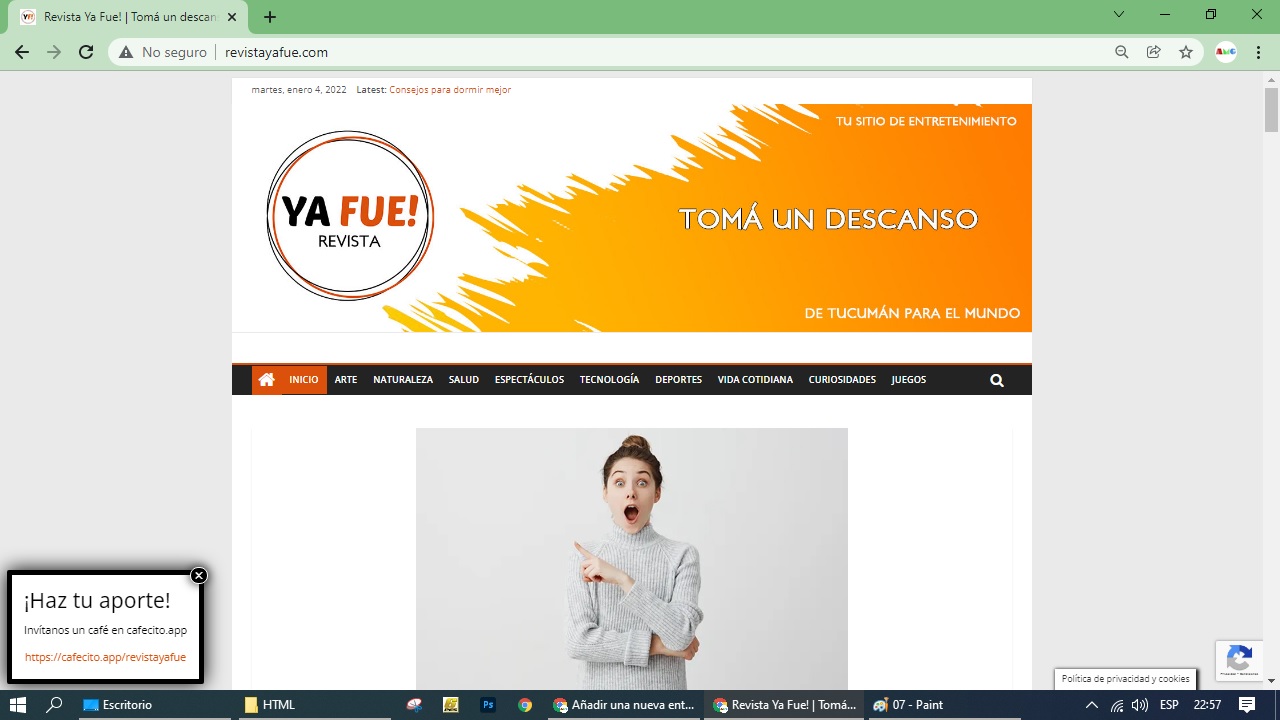 Revista Ya Fue! | Tomá un descan
No seguro
revistayafue.com
martes, enero 4, 2022 Latest: Consejos para dormir mejor
TU SITIO DE ENTRETENIMIENTO
YA FUE!
REVISTA
TOMÁ UN DESCANSO
DE TUCUMÁN PARA EL MUNDO
INICIO ARTE NATURALEZA SALUD ESPECTÁCULOS TECNOLOGÍA DEPORTES VIDA COTIDIANA CURIOSIDADES JUEGOS
¡Haz tu aporte!
Invítanos un café en cafecito.app
https://cafecito.app/revistayafue
Política de privacidad y cookies
Escritorio HTML Ps Añadir una nueva ent... Revista Ya Fue! | Tomá... 07 - Paint ESP 22:57